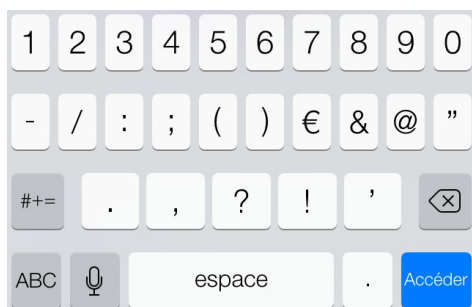 1 2 3 4 5 6 7 8 9 0
- / : ; ( ) € & @ ”
#+= . , ? ! ’
ABC espace . Accéder